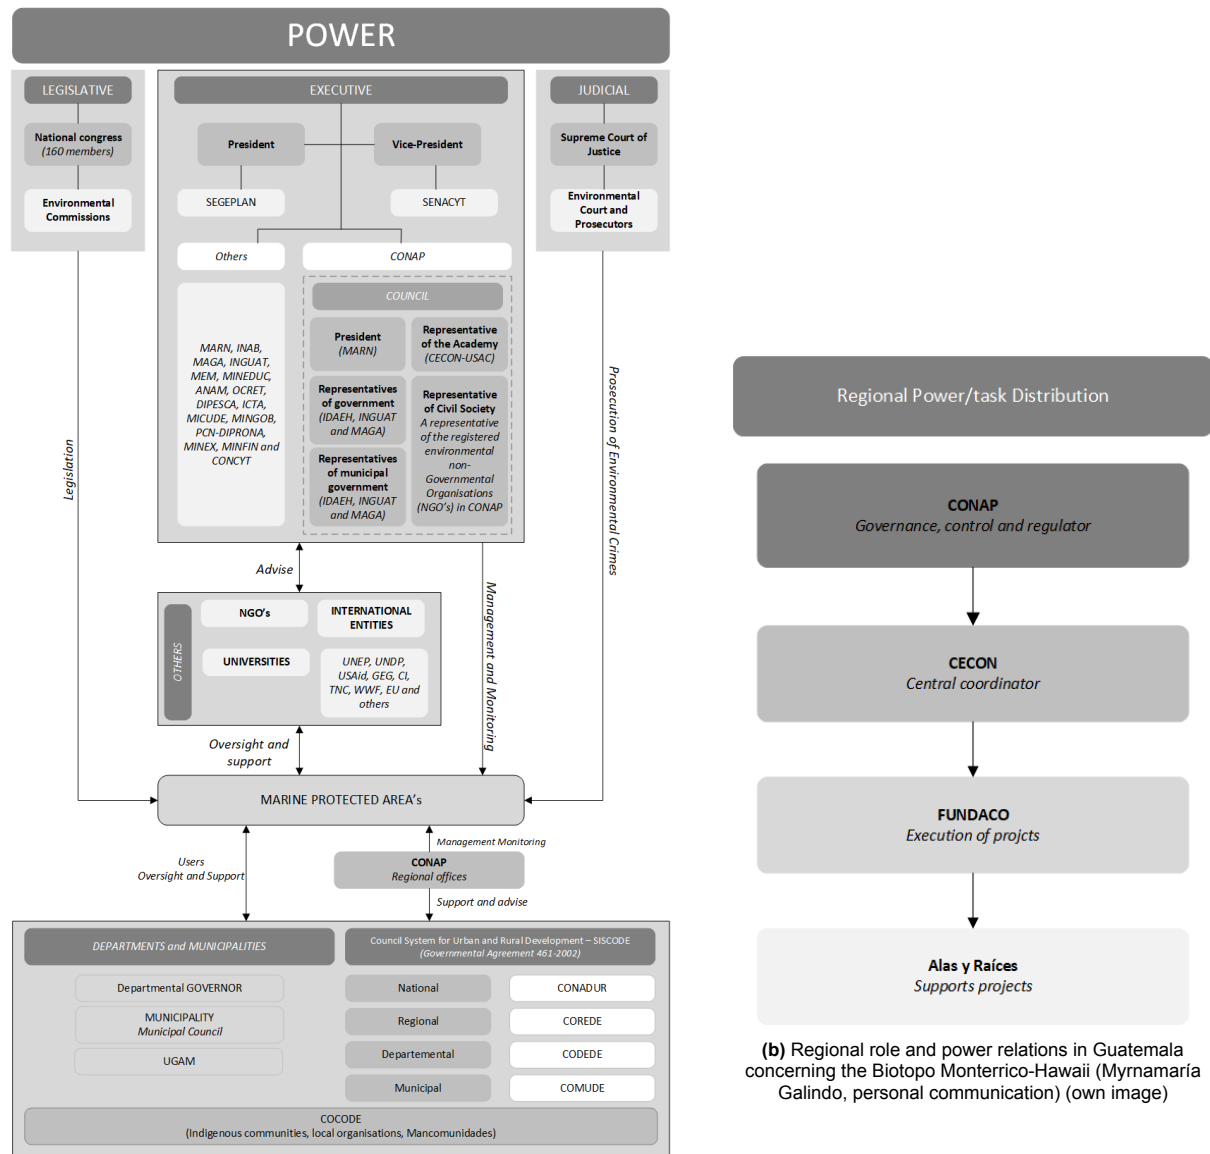 POWER
LEGISLATIVE
National congress
(160 members)
Environmental
Commissions
EXECUTIVE
President
Vice-President
SEGEPLAN
SENACYT
Others
CONAP
MARN, INAB,
MAGA, INGUAT,
MEM, MINEDUC,
ANAM, OCRET,
DIPESCA, ICTA,
MICUDE, MINGOB,
PCN-DIPRONA,
MINEX, MINFIN and
CONCYT
COUNCIL
President
(MARN)
Representative
of the Academy
(CECON-USAC)
Representatives
of government
(IDAEH, INGUAT
and MAGA)
Representative
of Civil Society
A representative
of the registered
environmental
non-
Governmental
Organisations
(NGO's) in CONAP
Representatives
of municipal
government
(IDAEH, INGUAT
and MAGA)
JUDICIAL
Supreme Court of
Justice
Environmental
Court and
Prosecutors
Legislation
Advise
Management and Monitoring
Prosecution of Environmental Crimes
OTHERS
NGO's
INTERNATIONAL
ENTITIES
UNIVERSITIES
UNEP, UNDP,
USAid, GEG, CI,
TNC, WWF, EU and
others
Oversight and
support
MARINE PROTECTED AREA's
Users
Oversight and Support
Management Monitoring
CONAP
Regional offices
Support and advise
DEPARTMENTS and MUNICIPALITIES
Departmental GOVERNOR
MUNICIPALITY
Municipal Council
UGAM
Council System for Urban and Rural Development – SISCODE
(Governmental Agreement 461-2002)
National
CONADUR
Regional
COREDE
Departemental
CODEDE
Municipal
COMUDE
COCODE
(Indigenous communities, local organisations, Mancomunidades)
Regional Power/task Distribution
CONAP
Governance, control and regulator
CECON
Central coordinator
FUNDACO
Execution of projcts
Alas y Raíces
Supports projects
(b) Regional role and power relations in Guatemala
concerning the Biotopo Monterrico-Hawaii (Myrnamaría
Galindo, personal communication) (own image)